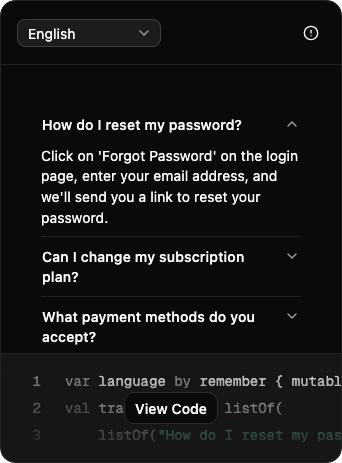 English
How do I reset my password?
Click on 'Forgot Password' on the login
page, enter your email address, and
we'll send you a link to reset your
password.
Can I change my subscription
plan?
What payment methods do you
accept?
1 var language by remember { mutabl
2 val tra View Code listOf(
3 listOf("How do I reset my pas